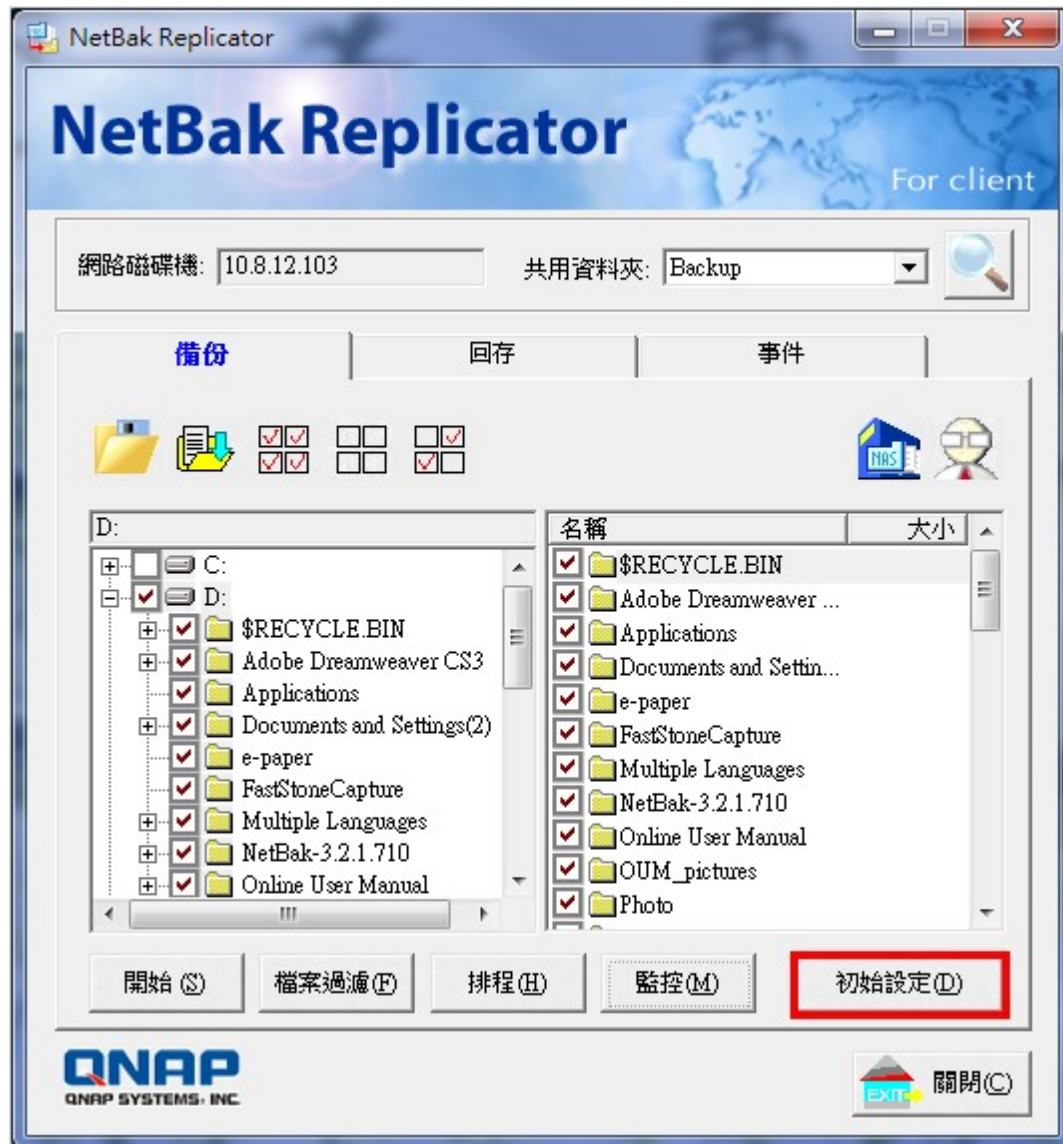 NetBak Replicator
NetBak Replicator
For client
網路磁碟機: 10.8.12.103 共用資料夾: Backup
備份 回存 事件
NAS
D:
C:
D:
$RECYCLE.BIN
Adobe Dreamweaver CS3
Applications
Documents and Settings(2)
e-paper
FastStoneCapture
Multiple Languages
NetBak-3.2.1.710
Online User Manual
名稱 大小
$RECYCLE.BIN
Adobe Dreamweaver ...
Applications
Documents and Settin...
e-paper
FastStoneCapture
Multiple Languages
NetBak-3.2.1.710
Online User Manual
OUM_pictures
Photo
開始 (S) 檔案過濾(F) 排程(H) 監控(M) 初始設定(D)
QNAP
QNAP SYSTEMS, INC.
EXIT 關閉(C)